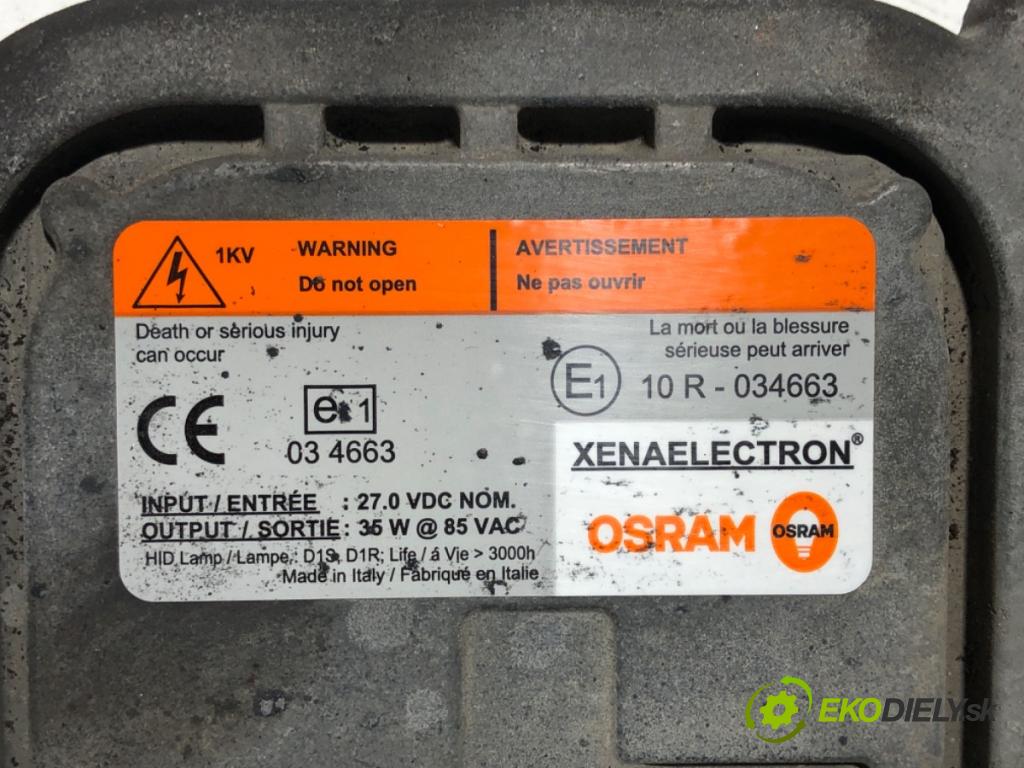 1KV WARNING
Do not open
AVERTISSEMENT
Ne pas ouvrir
Death or serious injury
can occur
La mort ou la blessure
sérieuse peut arriver
CE
e 1
03 4663
E1 10 R - 034663
XENAELECTRON®
INPUT / ENTRÉE : 27.0 VDC NOM.
OUTPUT / SORTIE : 35 W @ 85 VAC
HID Lamp / Lampe, D1S, D1R; Life / á Vie > 3000h
Made in Italy / Fabriqué en Italie
OSRAM
OSRAM
EKODIELY.sk